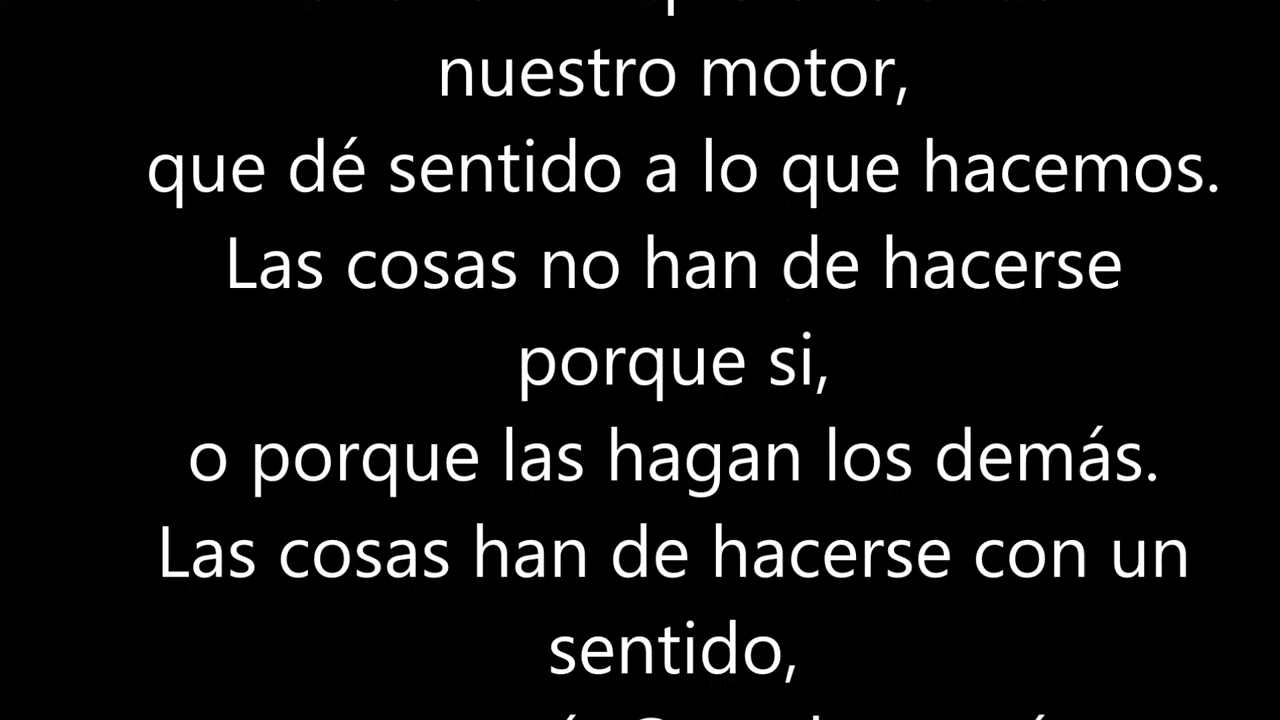 nuestro motor,
que dé sentido a lo que hacemos.
Las cosas no han de hacerse
porque si,
o porque las hagan los demás.
Las cosas han de hacerse con un
sentido,